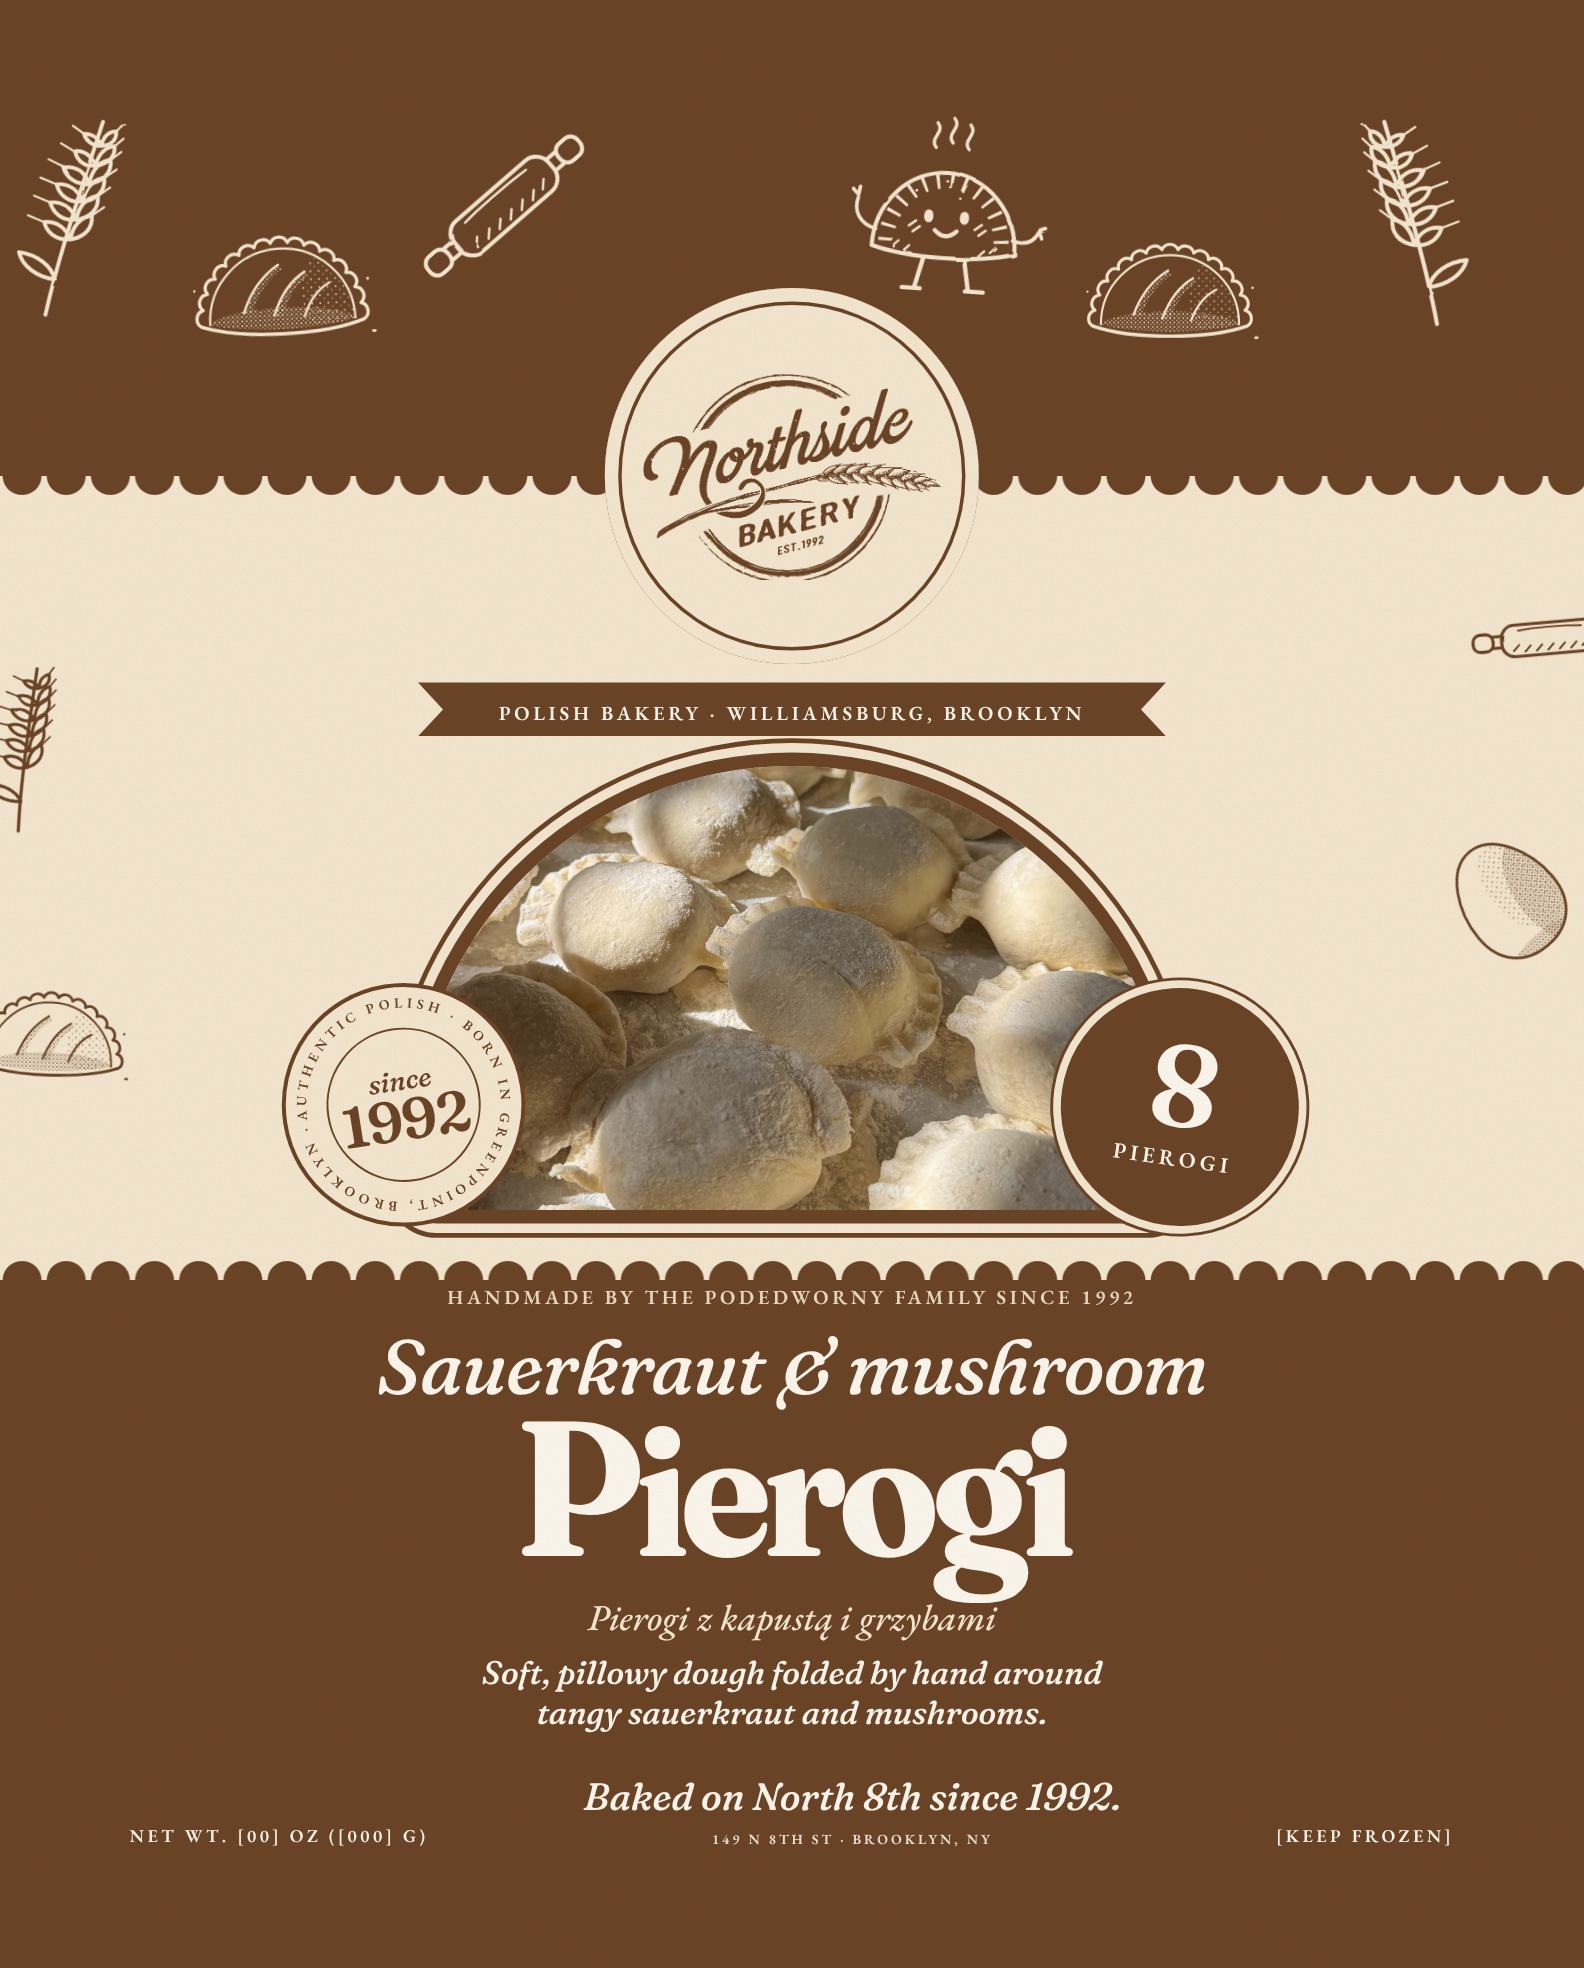 Northside
BAKERY
EST. 1992
POLISH BAKERY · WILLIAMSBURG, BROOKLYN
AUTHENTIC POLISH · BORN IN GREENPOINT, BROOKLYN ·
since
1992
8
PIEROGI
HANDMADE BY THE PODEDWORNY FAMILY SINCE 1992
Sauerkraut & mushroom
Pierogi
Pierogi z kapustą i grzybami
Soft, pillowy dough folded by hand around
tangy sauerkraut and mushrooms.
Baked on North 8th since 1992.
NET WT. [00] OZ ([000] G)
149 N 8TH ST · BROOKLYN, NY
[KEEP FROZEN]